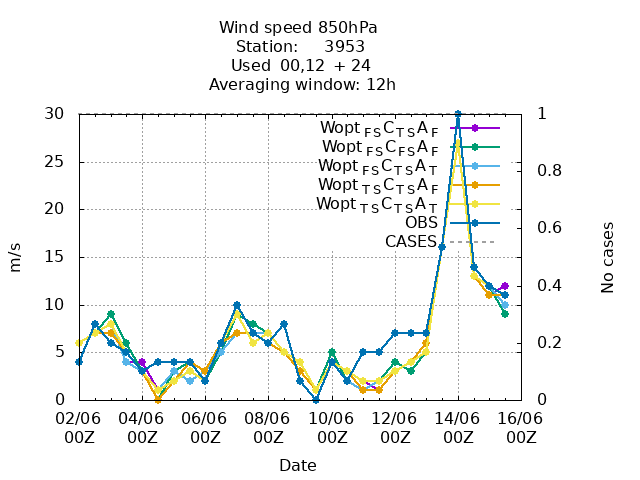 Wind speed 850hPa
Station: 3953
Used 00,12 + 24
Averaging window: 12h
30 1
25
20
15
10
5
0
0.8
0.6
0.4
0.2
0
m/s
No cases
Wopt FS C TS A F
Wopt FS C FS A F
Wopt FS C TS A T
Wopt TS C TS A F
Wopt TS C TS A T
OBS
CASES
02/06 04/06 06/06 08/06 10/06 12/06 14/06 16/06
00Z 00Z 00Z 00Z 00Z 00Z 00Z 00Z
Date